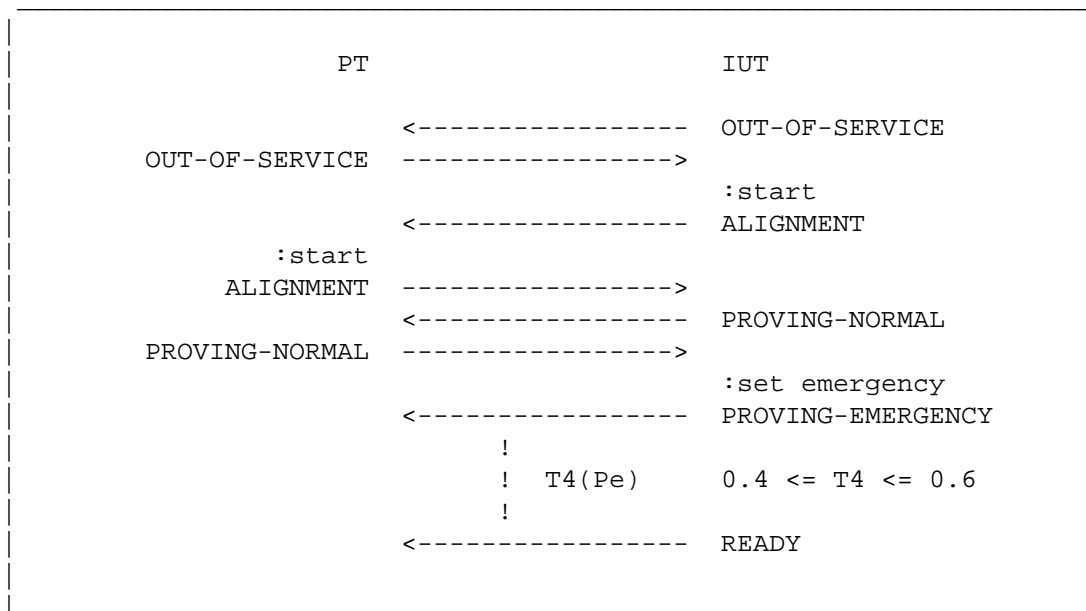 PT IUT
<----------------- OUT-OF-SERVICE
OUT-OF-SERVICE ----------------->
:start
<----------------- ALIGNMENT
:start
ALIGNMENT ----------------->
<----------------- PROVING-NORMAL
PROVING-NORMAL ----------------->
:set emergency
<----------------- PROVING-EMERGENCY
!
! T4(Pe) 0.4 <= T4 <= 0.6
!
<----------------- READY